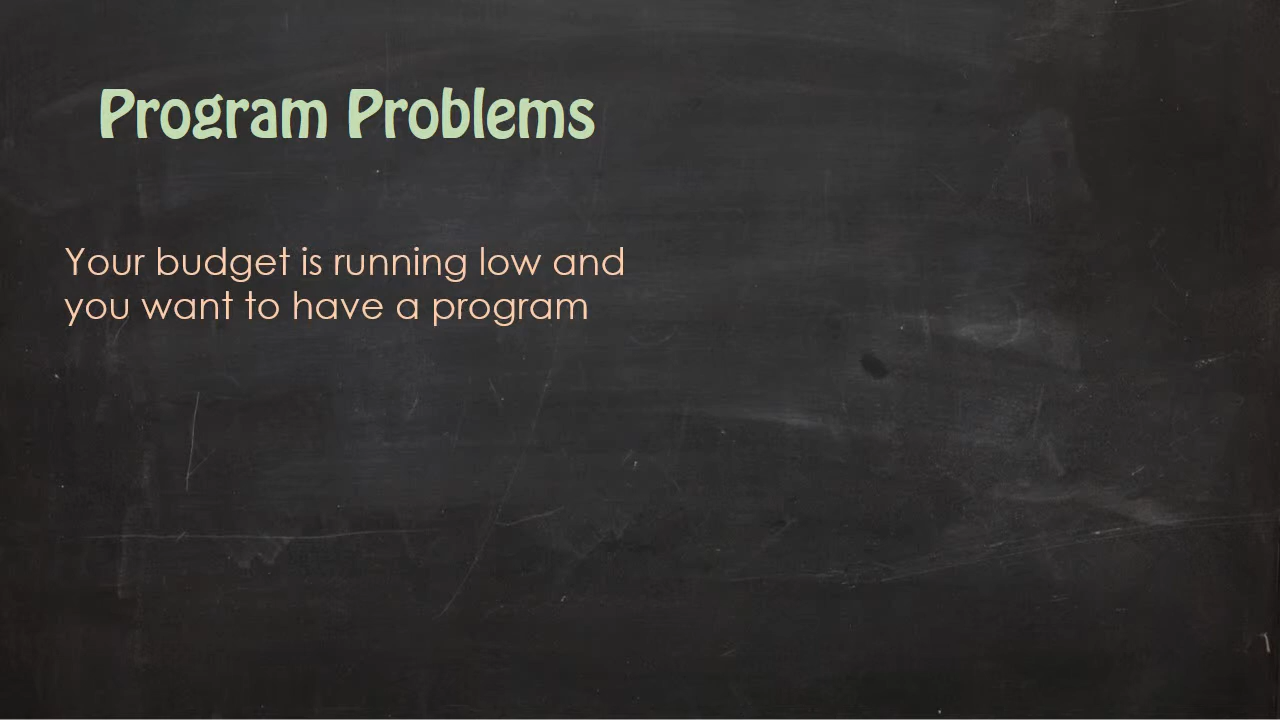 Program Problems
Your budget is running low and
you want to have a program